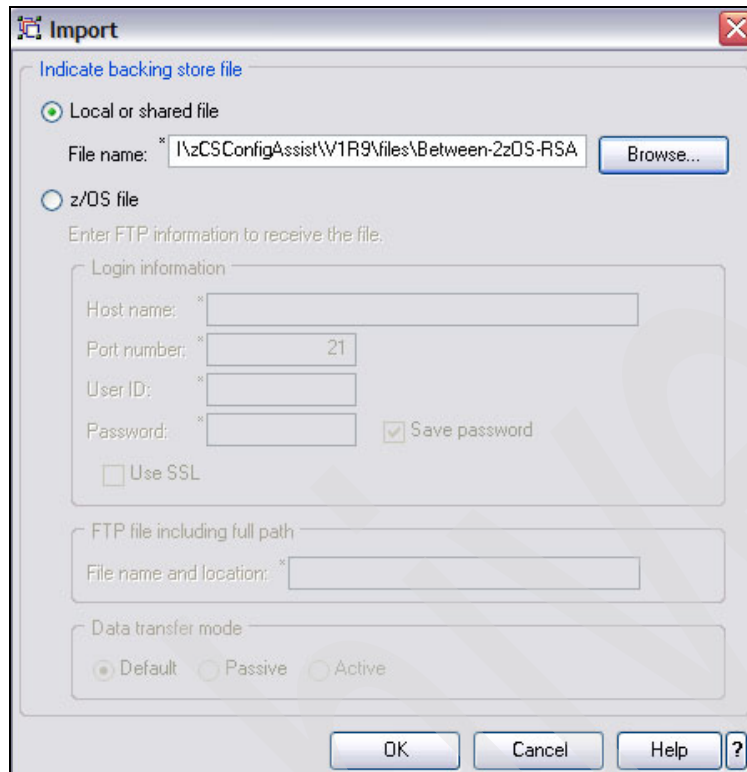 Import
Indicate backing store file
Local or shared file
File name: * l\zCSConfigAssist\V1R9\files\Between-2zOS-RSA Browse...
z/OS file
Enter FTP information to receive the file.
Login information
Host name: *
Port number: * 21
User ID: *
Password: * Save password
Use SSL
FTP file including full path
File name and location: *
Data transfer mode
Default Passive Active
OK Cancel Help ?